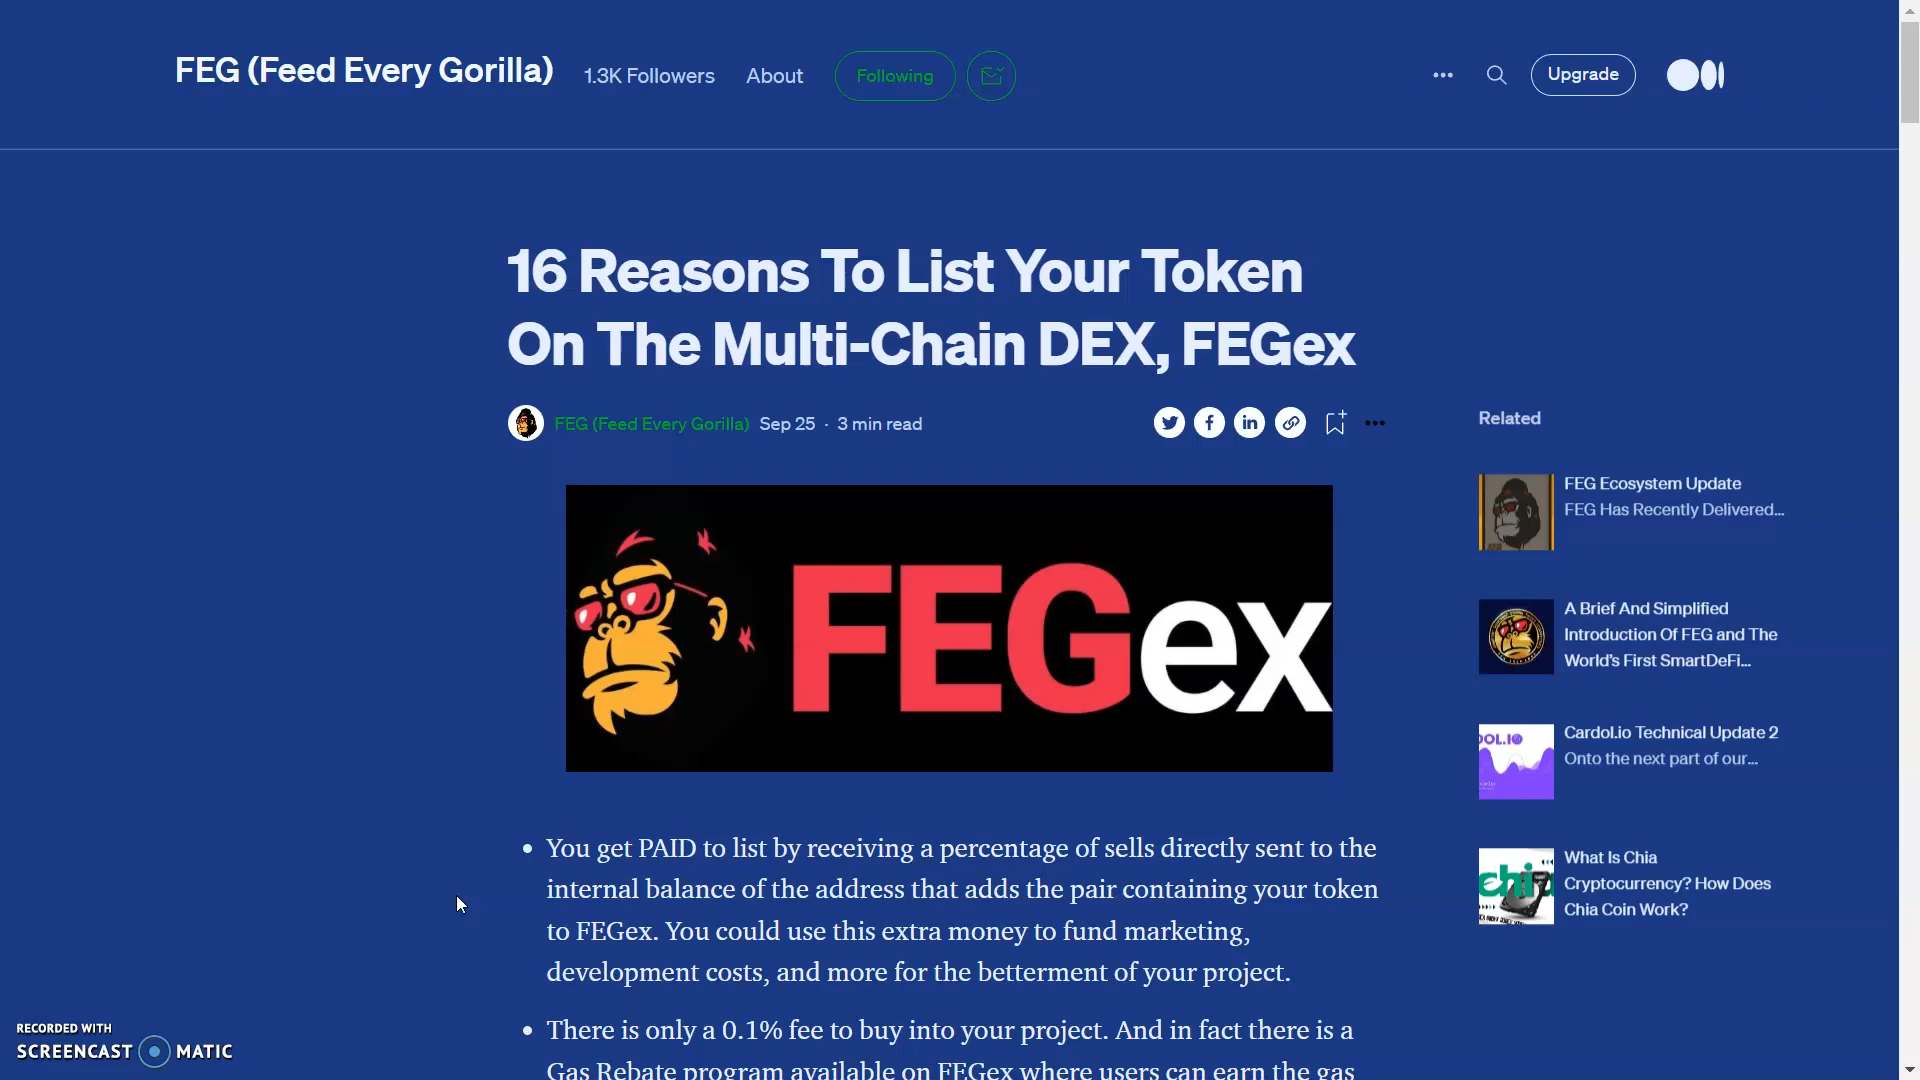 FEG (Feed Every Gorilla)
1.3K Followers
About
Following
Upgrade
16 Reasons To List Your Token
On The Multi-Chain DEX, FEGex
FEG (Feed Every Gorilla) Sep 25 · 3 min read
FEGex
You get PAID to list by receiving a percentage of sells directly sent to the
internal balance of the address that adds the pair containing your token
to FEGex. You could use this extra money to fund marketing,
development costs, and more for the betterment of your project.
There is only a 0.1% fee to buy into your project. And in fact there is a
Gas Rebate program available on FEGex where users can earn the gas
Related
FEG Ecosystem Update
FEG Has Recently Delivered...
A Brief And Simplified
Introduction Of FEG and The
World's First SmartDeFi...
DOL.IO
Cardol.io Technical Update 2
Onto the next part of our...
chia
What Is Chia
Cryptocurrency? How Does
Chia Coin Work?
RECORDED WITH
SCREENCAST MATIC